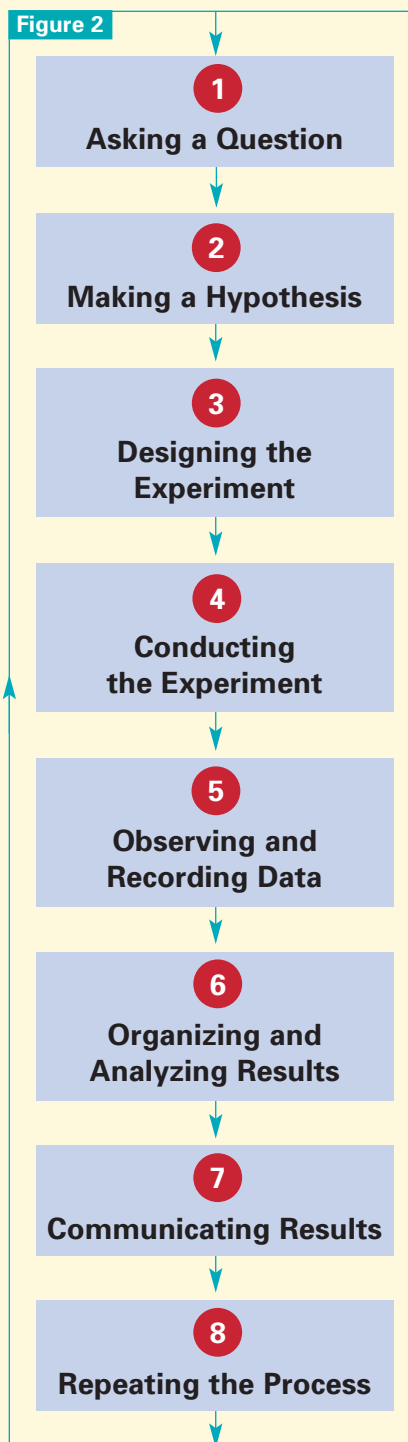 Figure 2
1
Asking a Question
2
Making a Hypothesis
3
Designing the
Experiment
4
Conducting
the Experiment
5
Observing and
Recording Data
6
Organizing and
Analyzing Results
7
Communicating Results
8
Repeating the Process